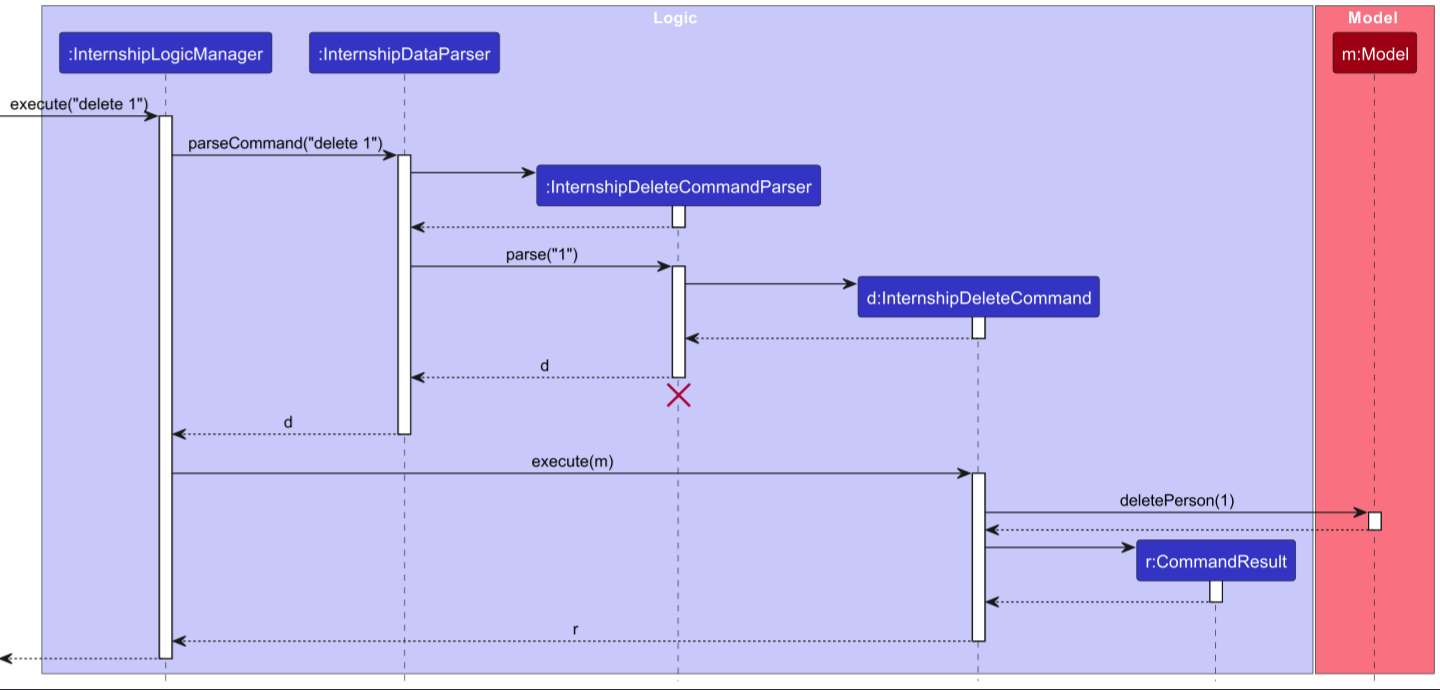 Logic
Model
:InternshipLogicManager
:InternshipDataParser
m:Model
execute("delete 1")
parseCommand("delete 1")
:InternshipDeleteCommandParser
parse("1")
d:InternshipDeleteCommand
d
d
execute(m)
deletePerson(1)
r:CommandResult
r